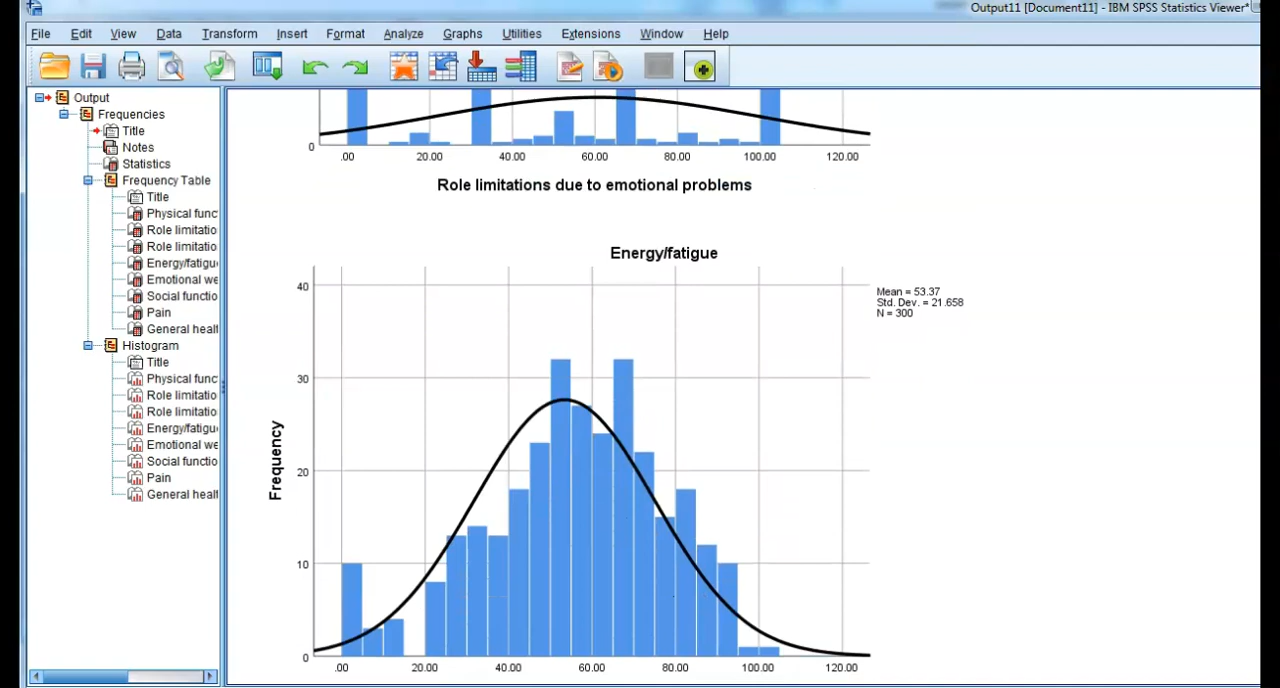 Output11 [Document11] - IBM SPSS Statistics Viewer*
File Edit View Data Transform Insert Format Analyze Graphs Utilities Extensions Window Help
Output
Frequencies
Title
Notes
Statistics
Frequency Table
Title
Physical func
Role limitatio
Role limitatio
Energy/fatigu
Emotional we
Social functio
Pain
General healt
Histogram
Title
Physical func
Role limitatio
Role limitatio
Energy/fatigu
Emotional we
Social functio
Pain
General healt
0
.00 20.00 40.00 60.00 80.00 100.00 120.00
Role limitations due to emotional problems
Energy/fatigue
Mean = 53.37
Std. Dev. = 21.658
N = 300
Frequency
40
30
20
10
0
.00 20.00 40.00 60.00 80.00 100.00 120.00